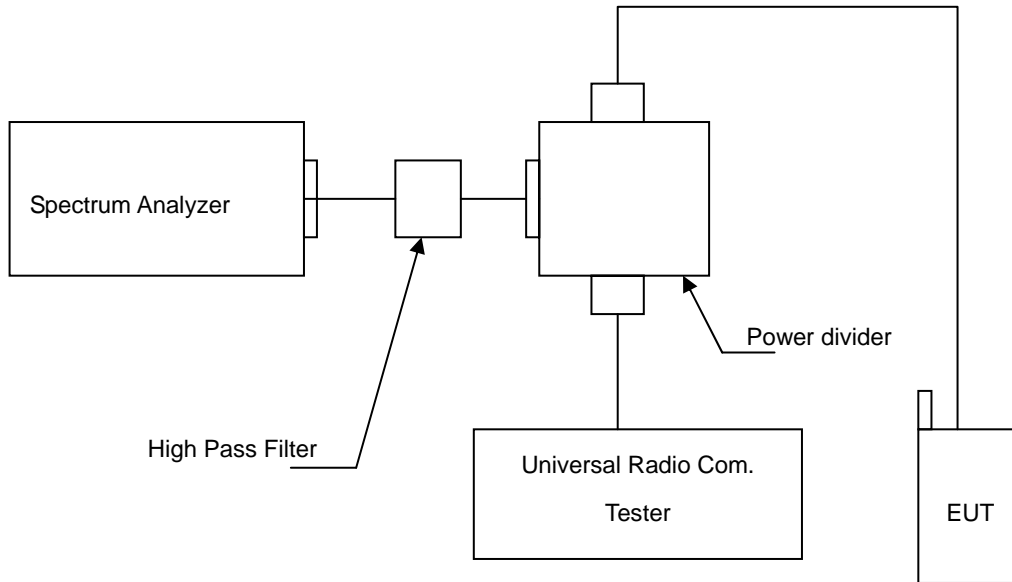 Spectrum Analyzer
Power divider
High Pass Filter
Universal Radio Com.
Tester
EUT